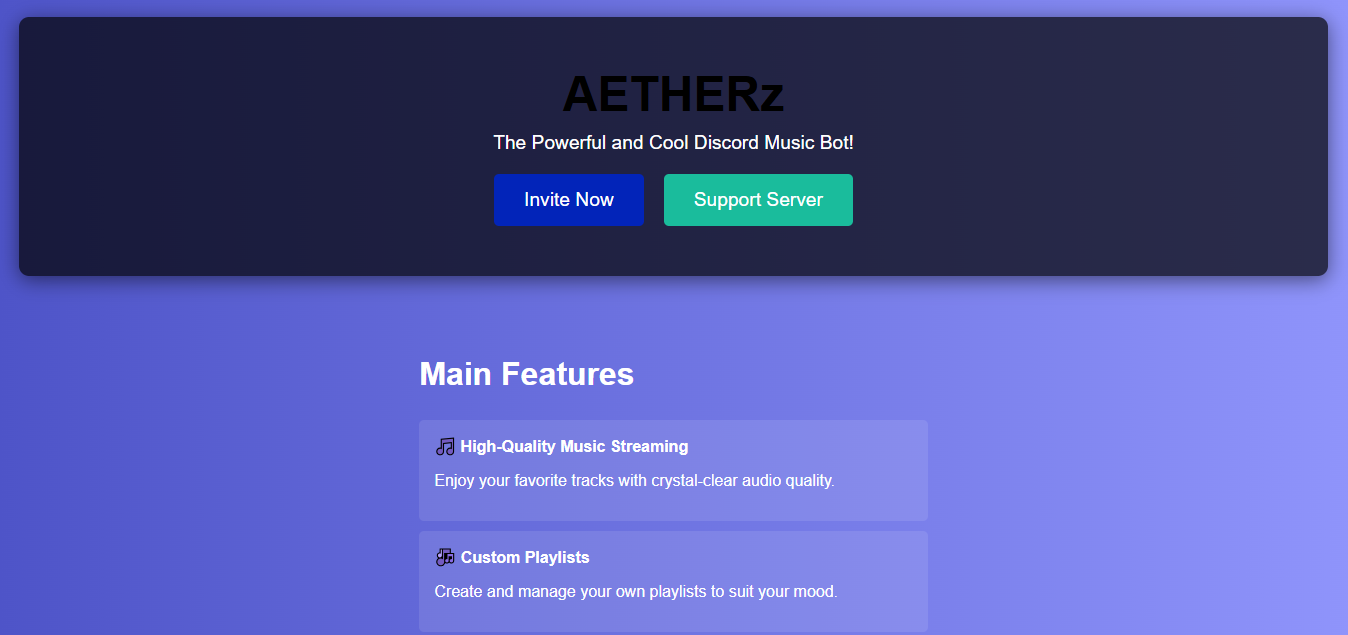 AETHERz
The Powerful and Cool Discord Music Bot!
Invite Now
Support Server
Main Features
High-Quality Music Streaming
Enjoy your favorite tracks with crystal-clear audio quality.
Custom Playlists
Create and manage your own playlists to suit your mood.